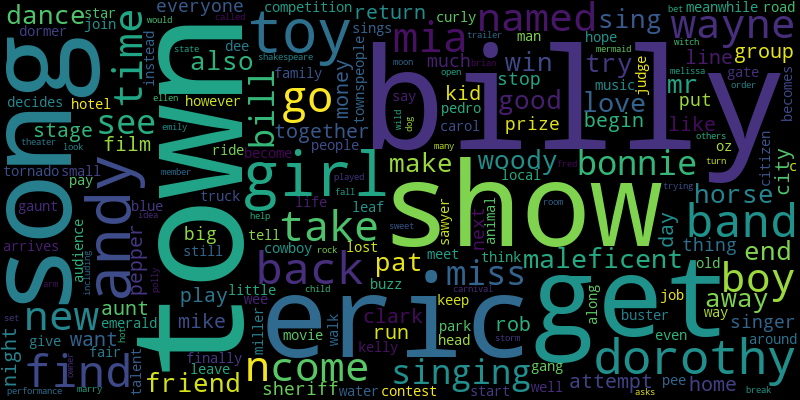 dance
star
join
everyone
competition
return
curly
meanwhile
road
bet
would
called
trailer
song
dormer
time
instead
toy
mia
named
sing
wayne
shakespeare
sings
dee
also
much
man
hope
mermaid
witch
decides
hotel
town
state
moon
open
brian
win
try
line
melissa
group
becomes
order
family
townspeople
money
billy
stop
music
gate
judge
stage
see
bill
go
say
kid
good
love
mr
put
others
however
ellen
pedro
wild
dog
prize
begin
like
oz
theater
look
film
emily
together
people
carol
many
fred
turn
citizen
city
tornado
small
girl
ride
become
make
woody
bonnie
trying
c
pay
andy
member
life
played
fall
show
local
horse
gaunt
blue
truck
leaf
sawyer
animal
day
idea
big
help
take
sweet
room
band
arrives
audience
including
pepper
still
tell
cowboy
rock
lost
meet
next
think
thing
end
back
pat
miss
maleficent
old
aunt
little
buzz
boy
set
new
emerald
play
wee
child
eric
keep
get
along
job
away
way
arm
polly
mike
clark
carnival
rob
buster
singer
night
give
want
hot
fair
miller
movie
walk
run
park
head
even
around
finally
kelly
storm
dorothy
find
talent
leave
n
come
singing
gang
attempt
pee
home
owner
friend
sheriff
water
contest
start
well
asks
break
performance
marry